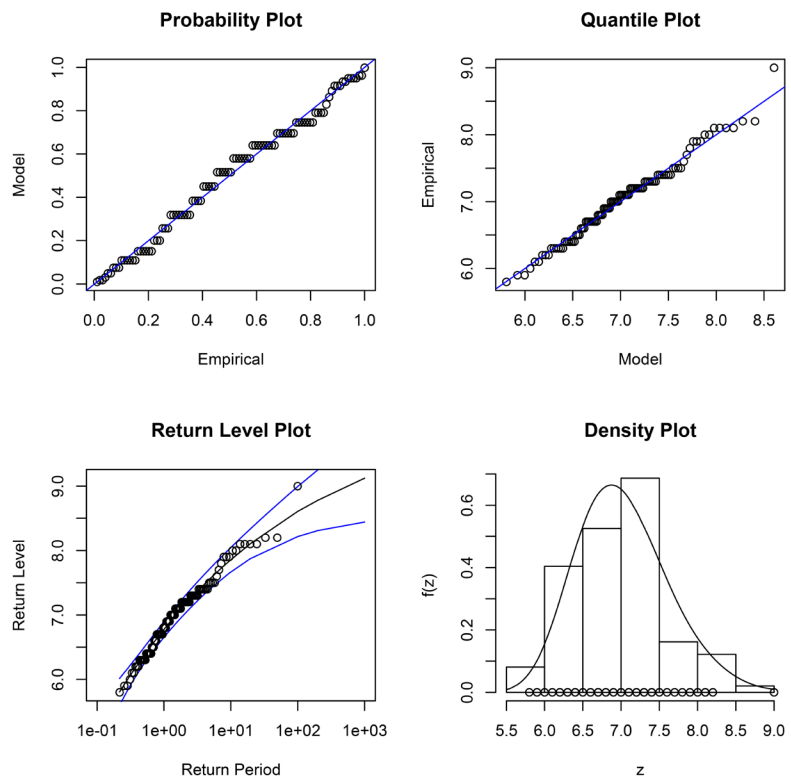 Probability Plot
Model
1.0
0.8
0.6
0.4
0.2
0.0
0.0 0.2 0.4 0.6 0.8 1.0
Empirical
Quantile Plot
Empirical
9.0
8.0
7.0
6.0
6.0 6.5 7.0 7.5 8.0 8.5
Model
Return Level Plot
Return Level
9.0
8.0
7.0
6.0
1e-01 1e+00 1e+01 1e+02 1e+03
Return Period
Density Plot
f(z)
0.6
0.4
0.2
0.0
5.5 6.0 6.5 7.0 7.5 8.0 8.5 9.0
z